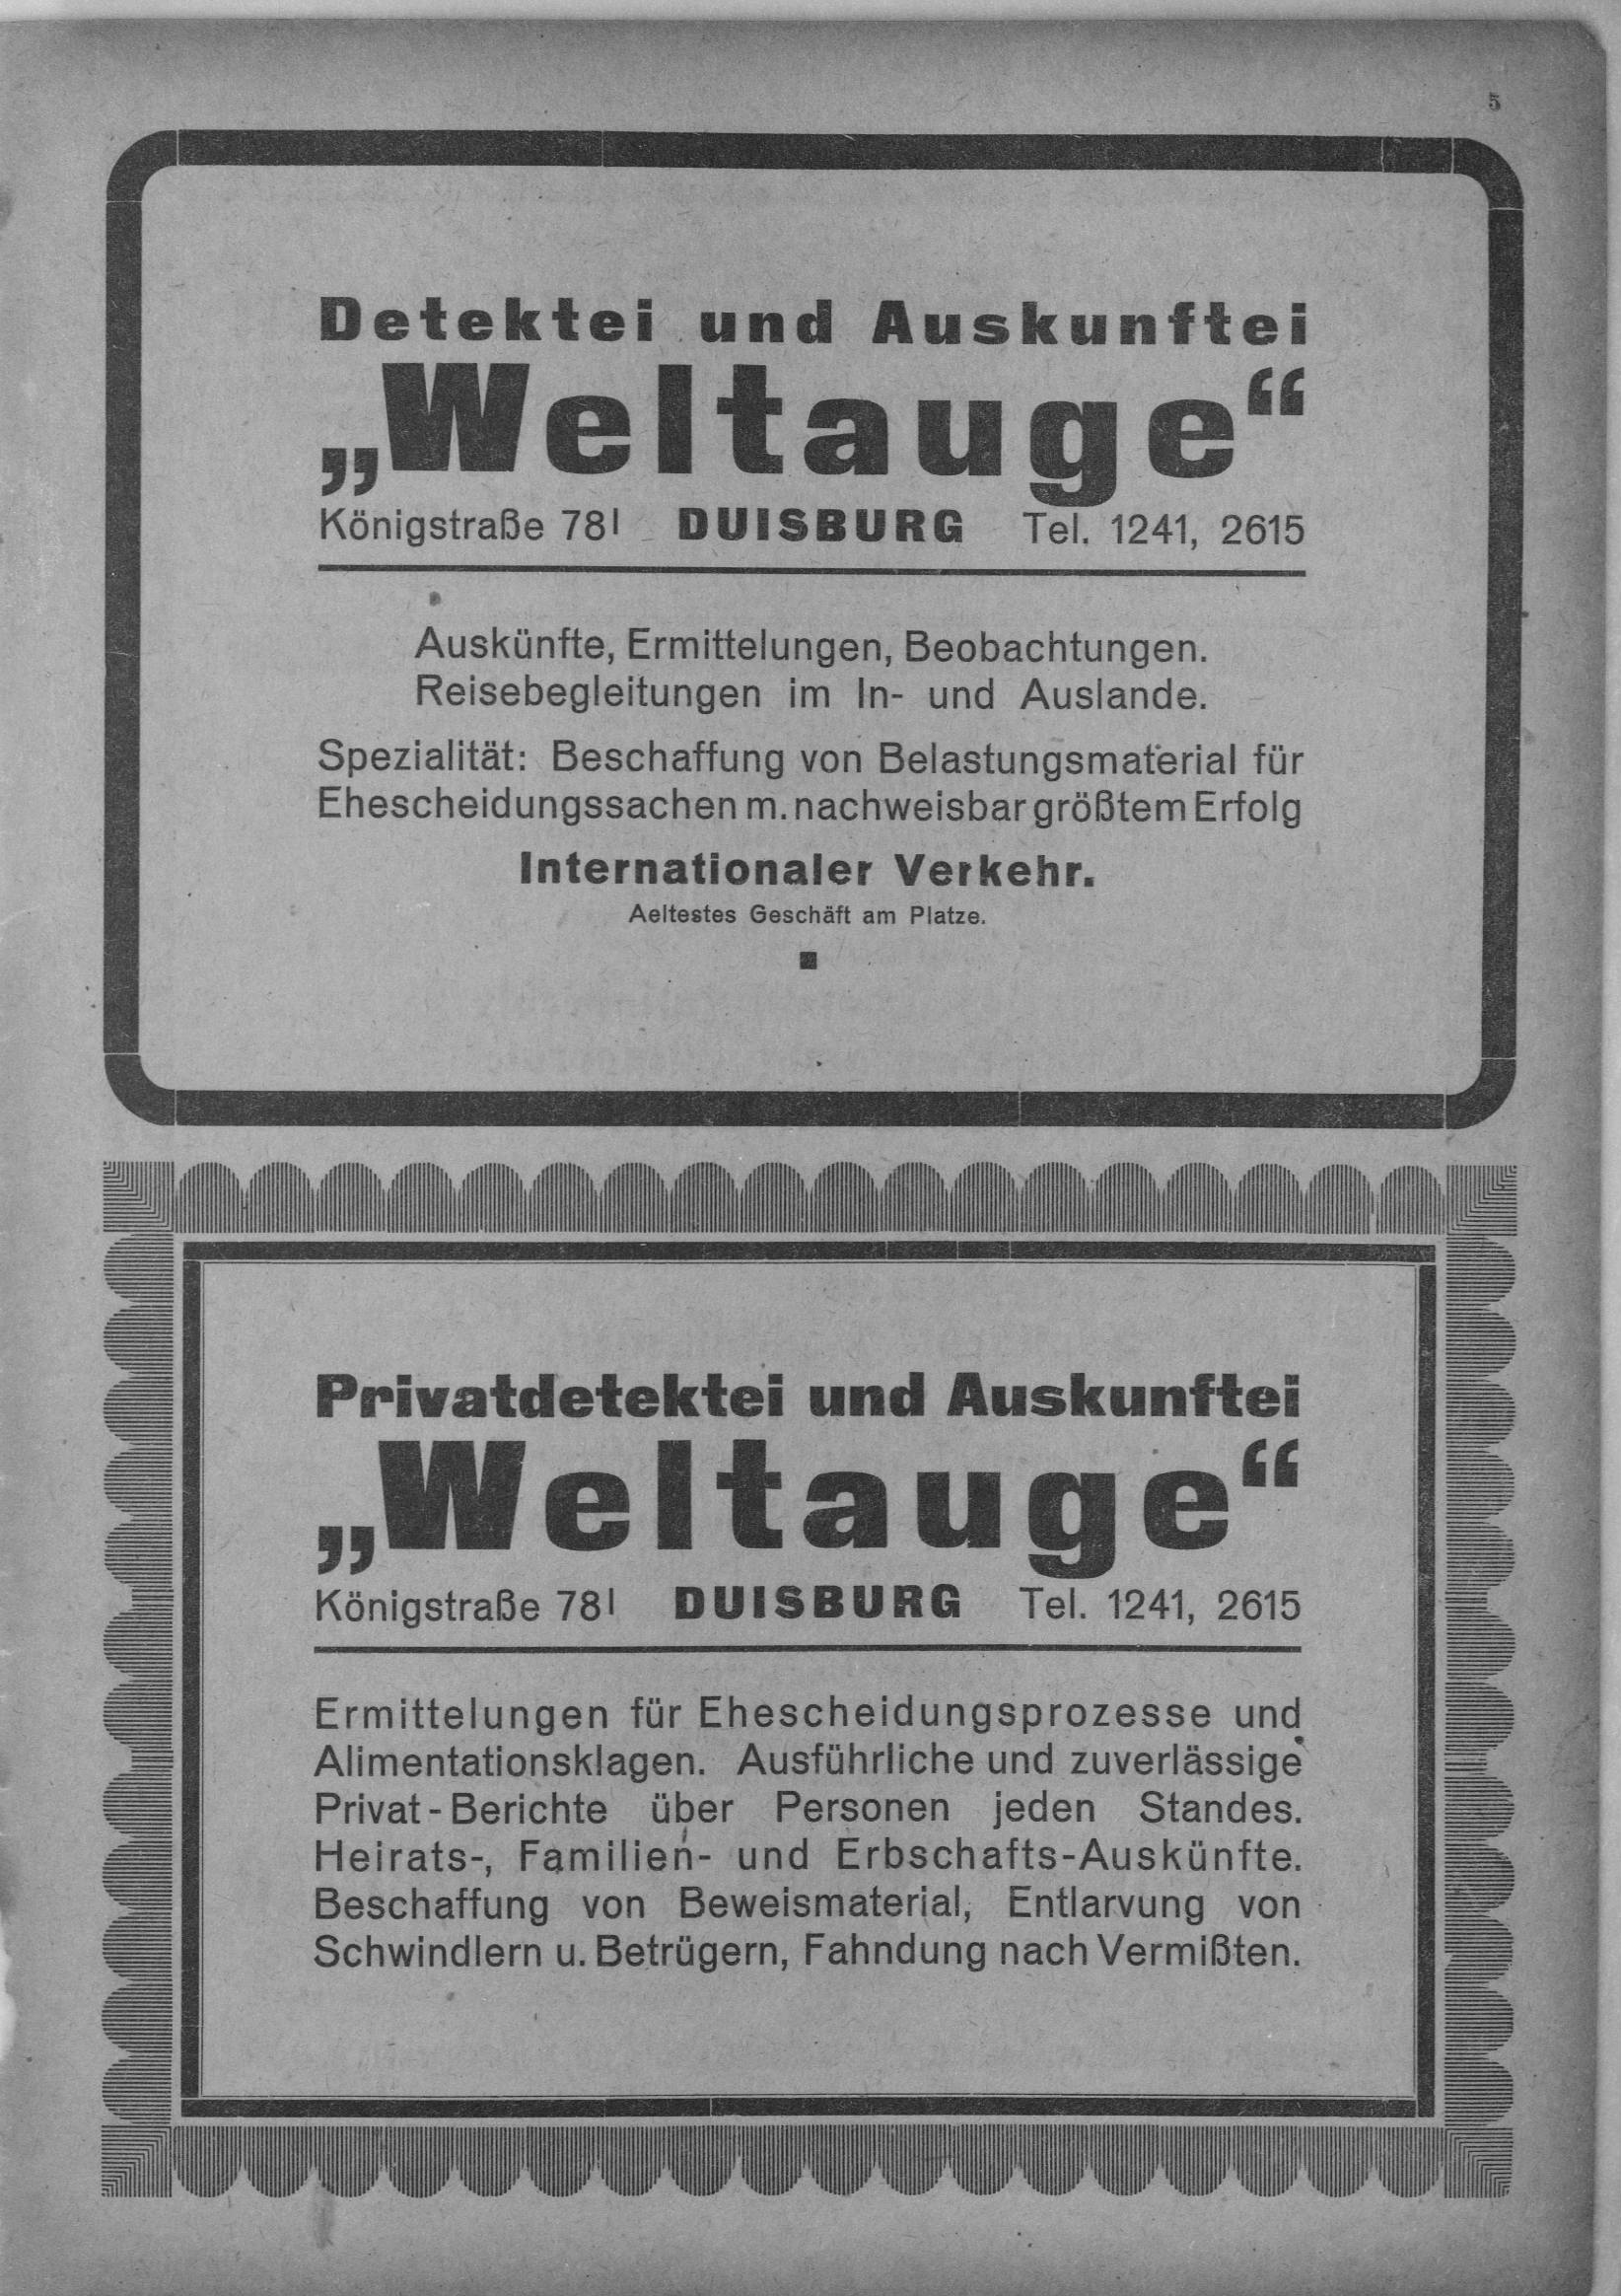 5
Detektei und Auskunftei
„Weltauge“
Königstraße 78I DUISBURG Tel. 1241, 2615
Auskünfte, Ermittelungen, Beobachtungen.
Reisebegleitungen im In- und Auslande.
Spezialität: Beschaffung von Belastungsmaterial für
Ehescheidungssachen m. nachweisbar größtem Erfolg
Internationaler Verkehr.
Aeltestes Geschäft am Platze.
Privatdetektei und Auskunftei
„Weltauge“
Königstraße 78I DUISBURG Tel. 1241, 2615
Ermittelungen für Ehescheidungsprozesse und
Alimentationsklagen. Ausführliche und zuverlässige
Privat-Berichte über Personen jeden Standes.
Heirats-, Familien- und Erbschafts-Auskünfte.
Beschaffung von Beweismaterial, Entlarvung von
Schwindlern u. Betrügern, Fahndung nach Vermißten.